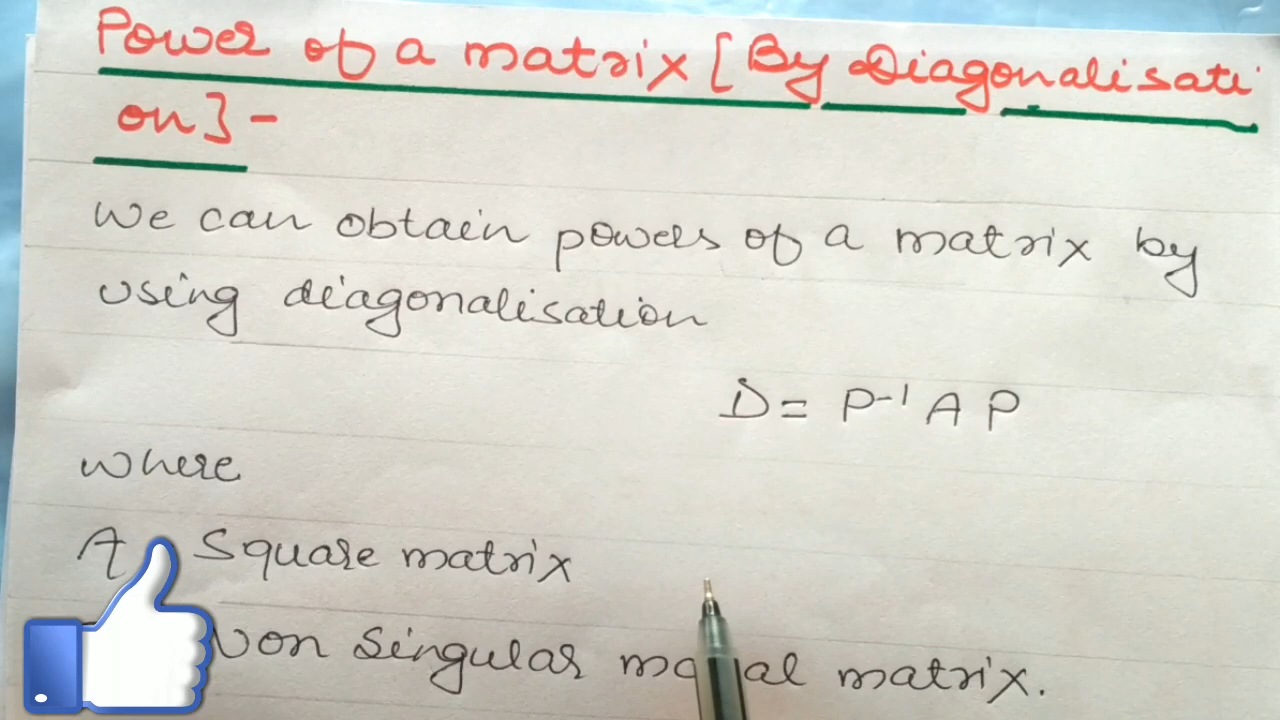 Power of a matrix [By Diagonalisati
on] -
We can obtain powers of a matrix by
using diagonalisation
D = P⁻¹ A P
where
A Square matrix
Non singular matrix.